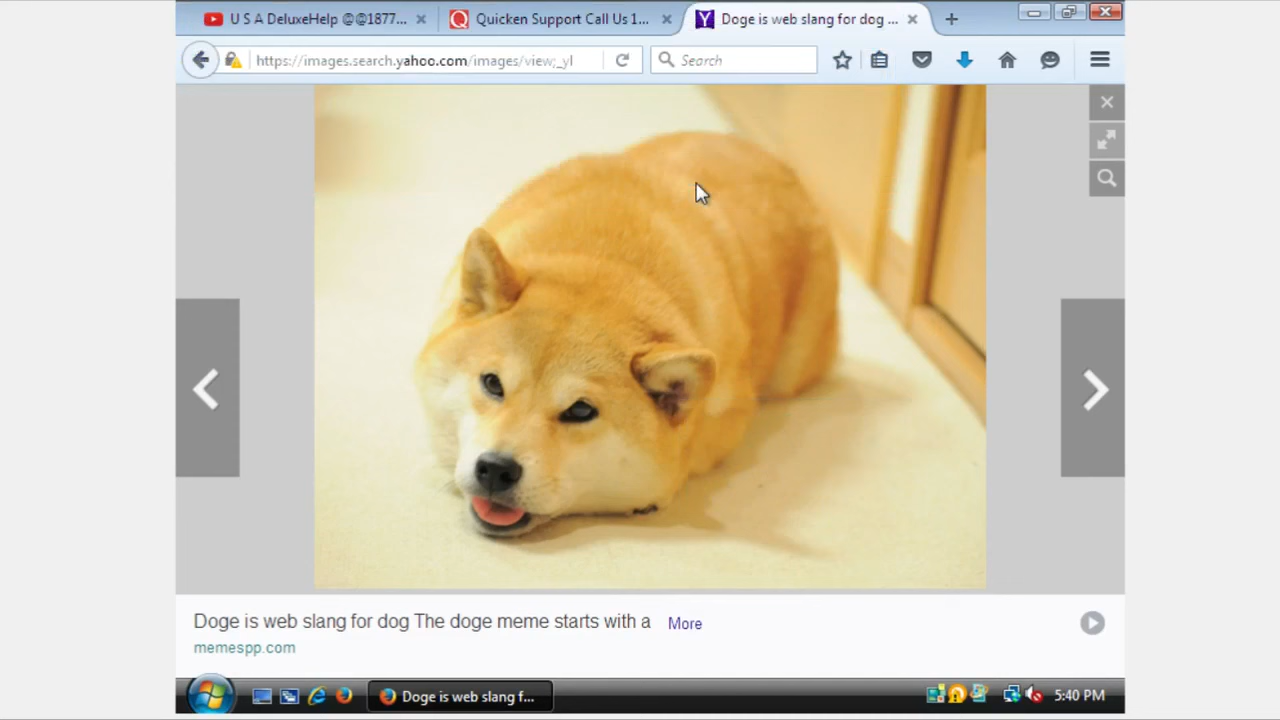 U S A DeluxeHelp @@1877...
Quicken Support Call Us 1...
Doge is web slang for dog ...
https://images.search.yahoo.com/images/view;_yl
Search
Doge is web slang for dog The doge meme starts with a More
memespp.com
Doge is web slang f...
5:40 PM